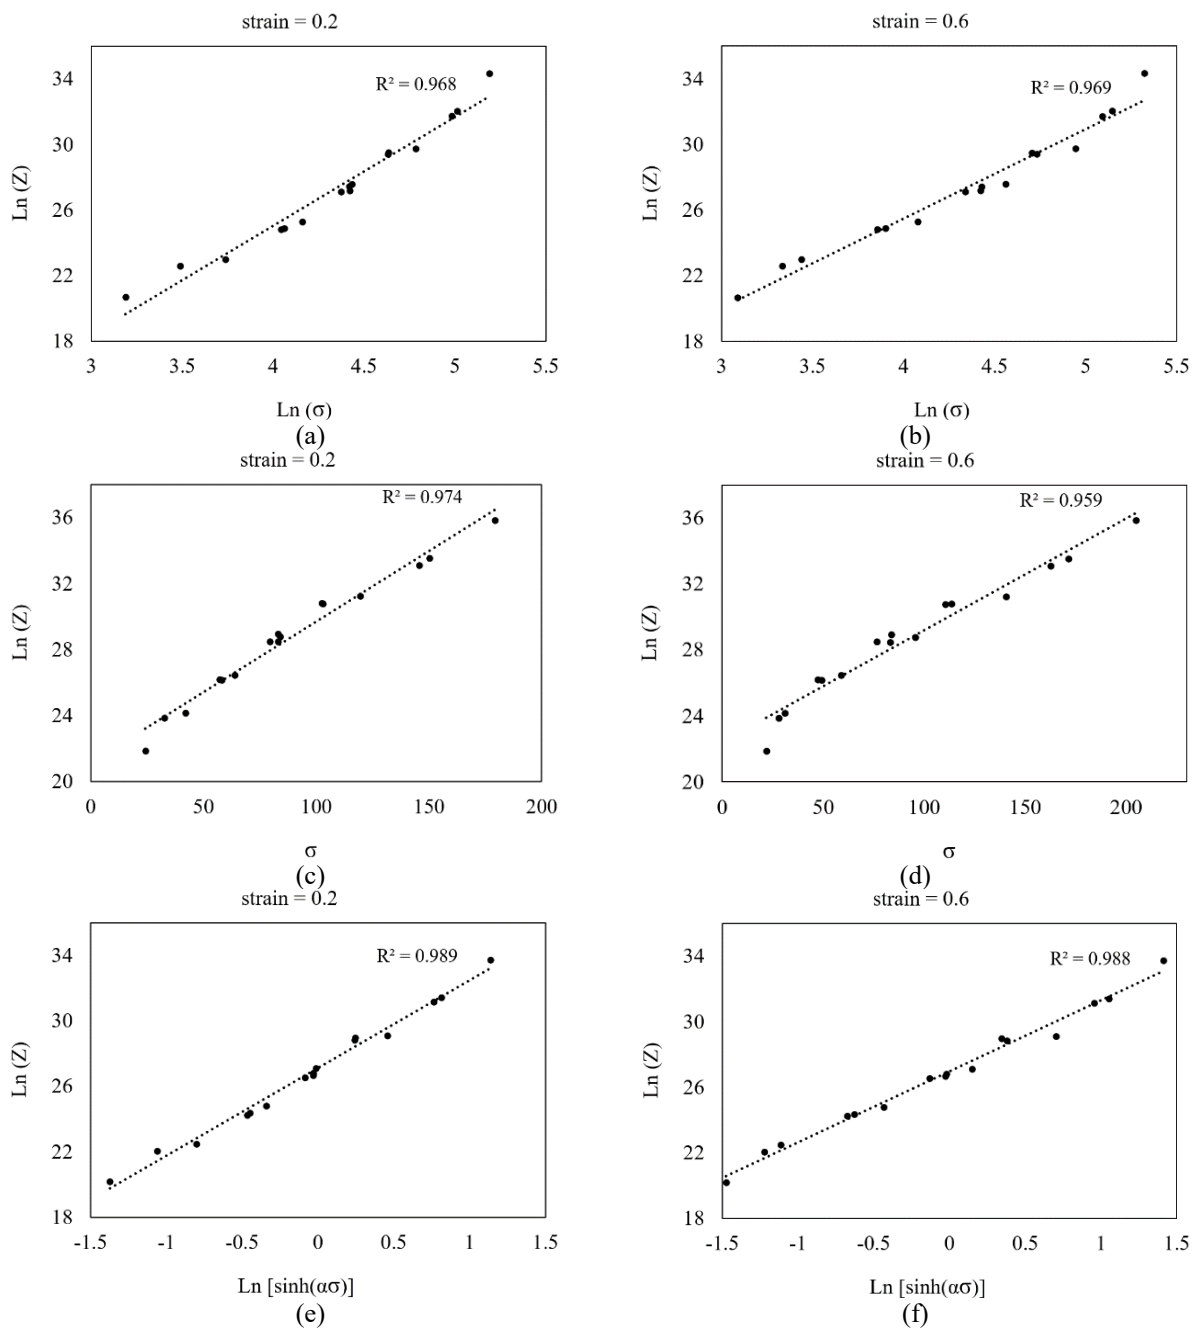 strain = 0.2
R² = 0.968
Ln (Z)
34
30
26
22
18
3 3.5 4 4.5 5 5.5
Ln (σ)
(a)
strain = 0.6
R² = 0.969
Ln (Z)
34
30
26
22
18
3 3.5 4 4.5 5 5.5
Ln (σ)
(b)
strain = 0.2
R² = 0.974
Ln (Z)
36
32
28
24
20
0 50 100 150 200
σ
(c)
strain = 0.6
R² = 0.959
Ln (Z)
36
32
28
24
20
0 50 100 150 200
σ
(d)
strain = 0.2
R² = 0.989
Ln (Z)
34
30
26
22
18
-1.5 -1 -0.5 0 0.5 1 1.5
Ln [sinh(ασ)]
(e)
strain = 0.6
R² = 0.988
Ln (Z)
34
30
26
22
18
-1.5 -1 -0.5 0 0.5 1 1.5
Ln [sinh(ασ)]
(f)